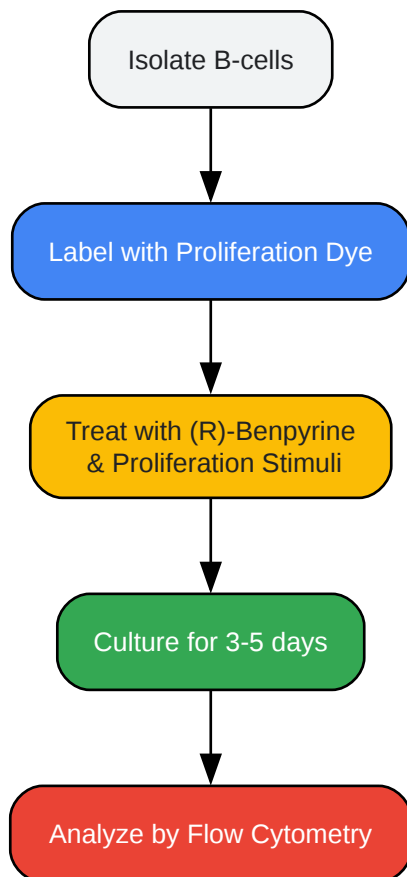 Isolate B-cells
Label with Proliferation Dye
Treat with (R)-Benpyrine
& Proliferation Stimuli
Culture for 3-5 days
Analyze by Flow Cytometry